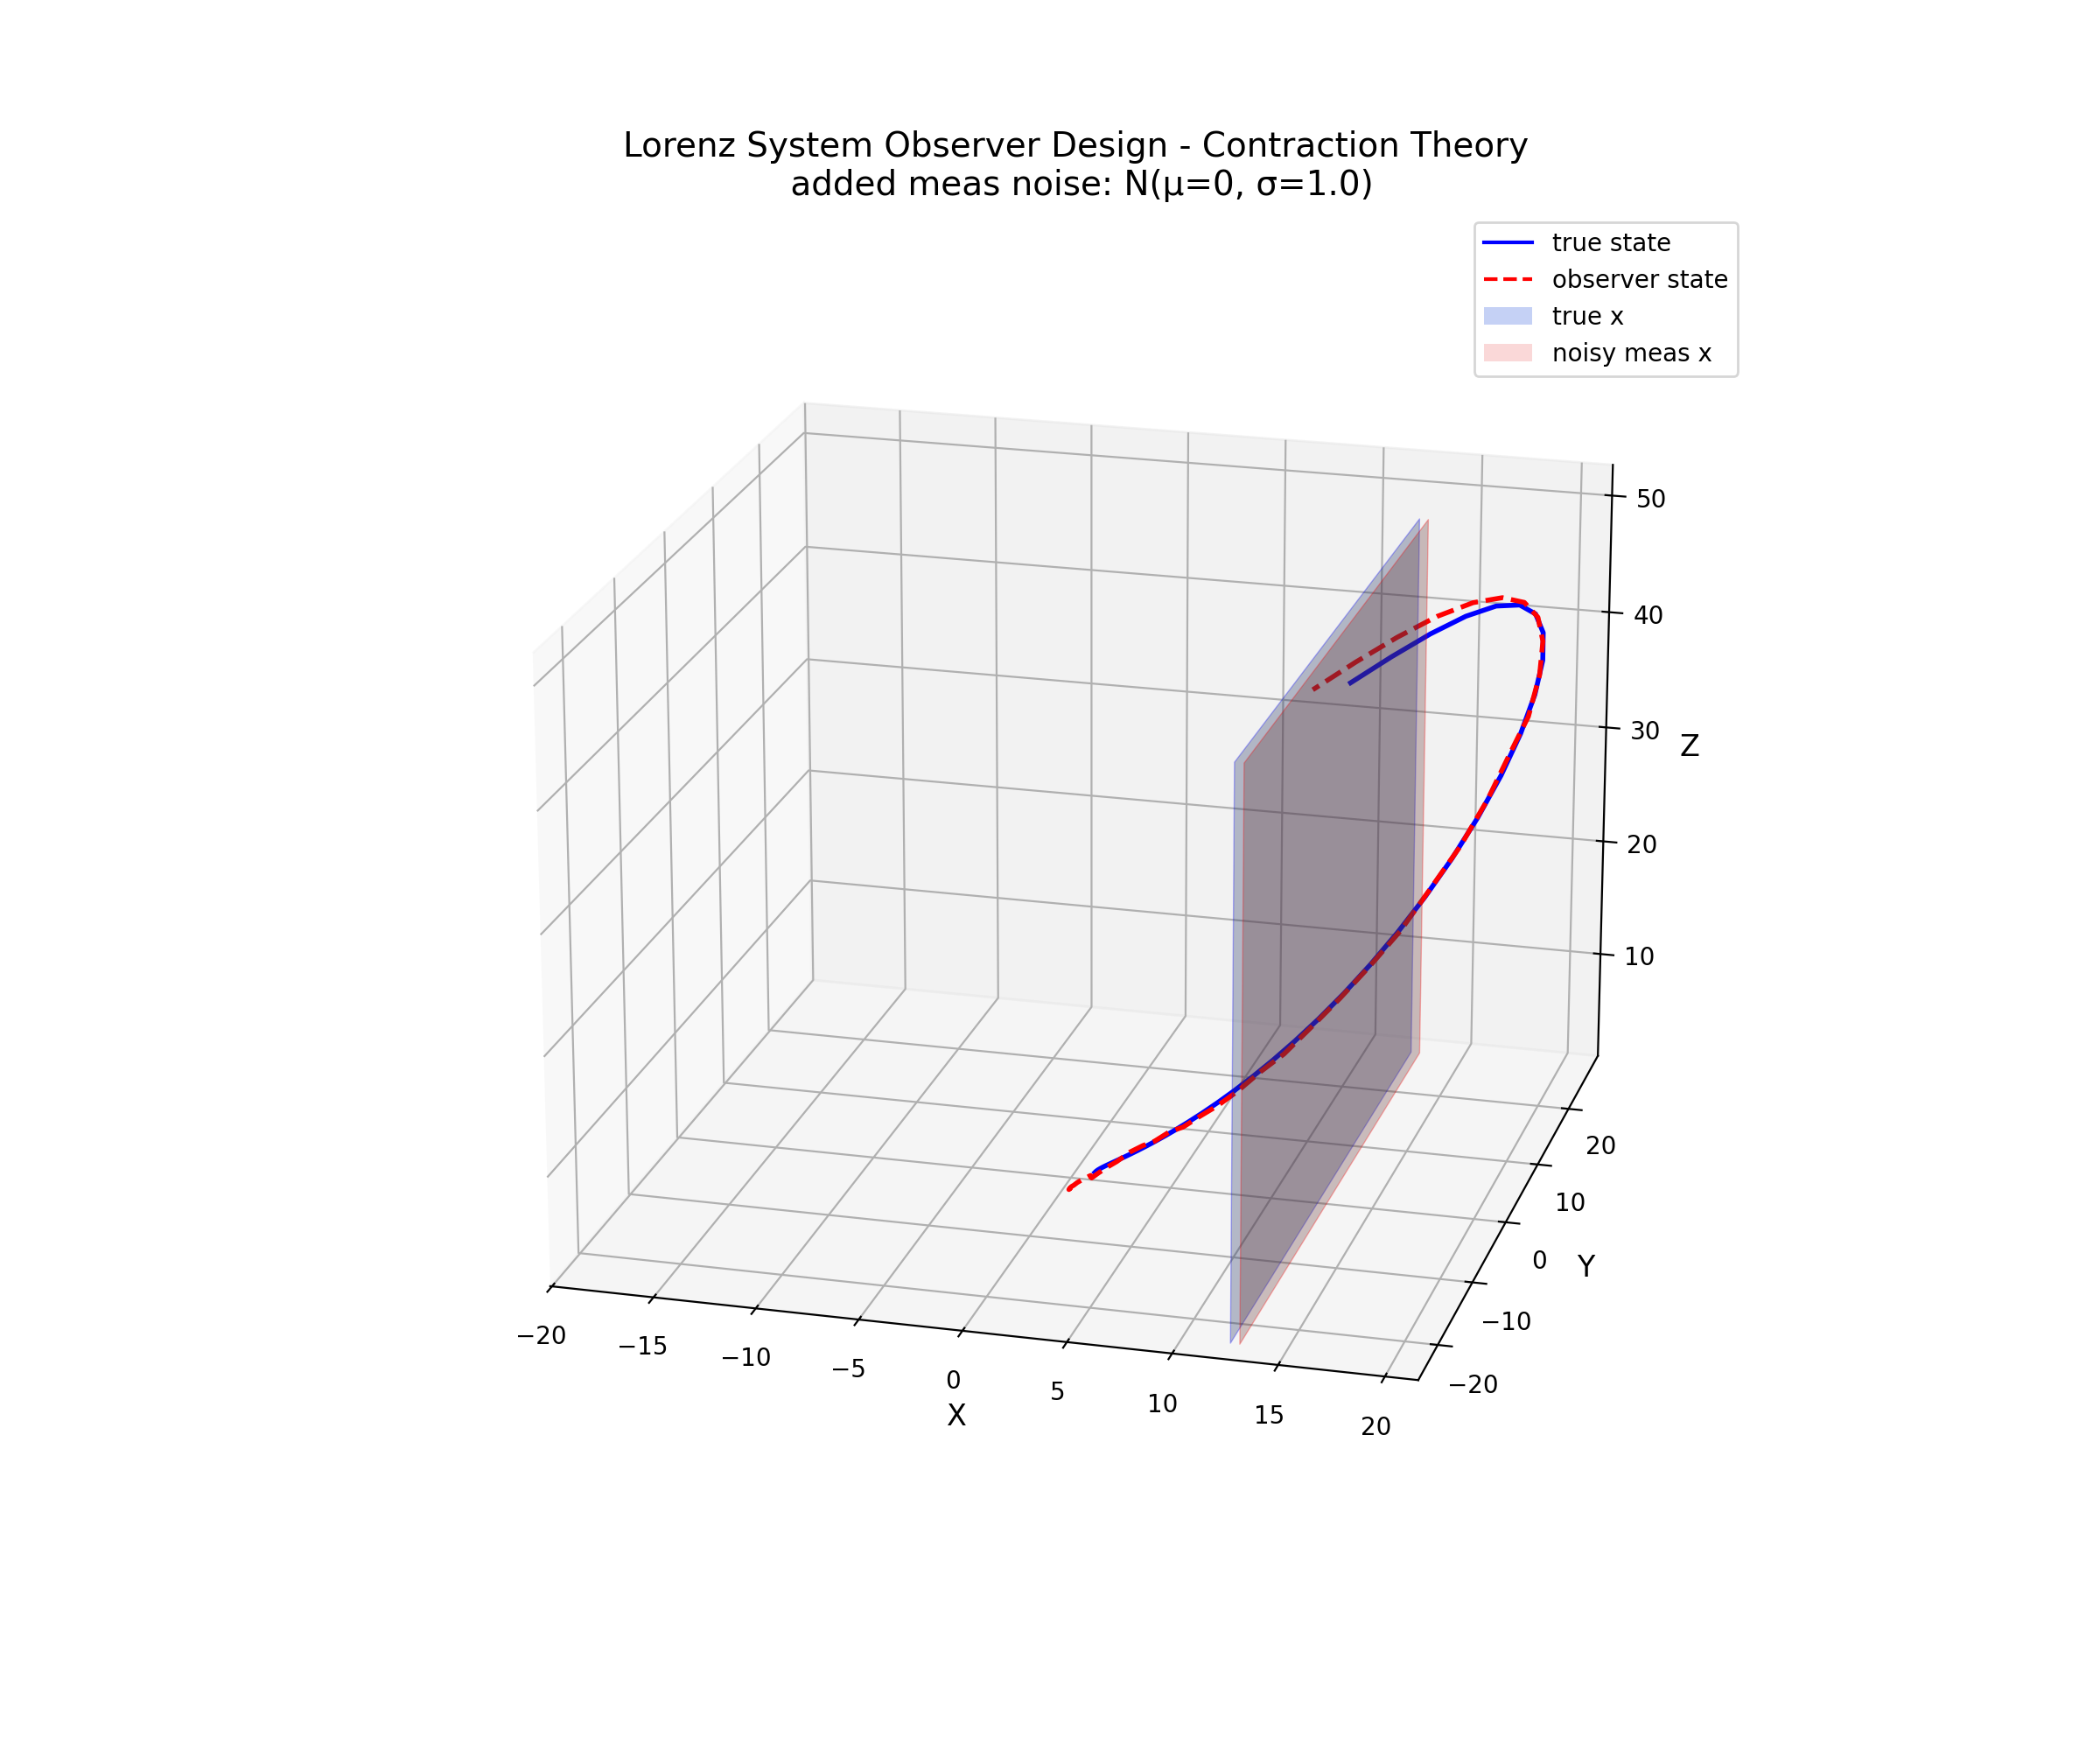 Lorenz System Observer Design - Contraction Theory
added meas noise: N(μ=0, σ=1.0)
true state
observer state
true x
noisy meas x
50
40
30
Z
20
10
20
10
0
Y
−10
−20
−20
−15
−10
−5
0
5
10
15
20
X